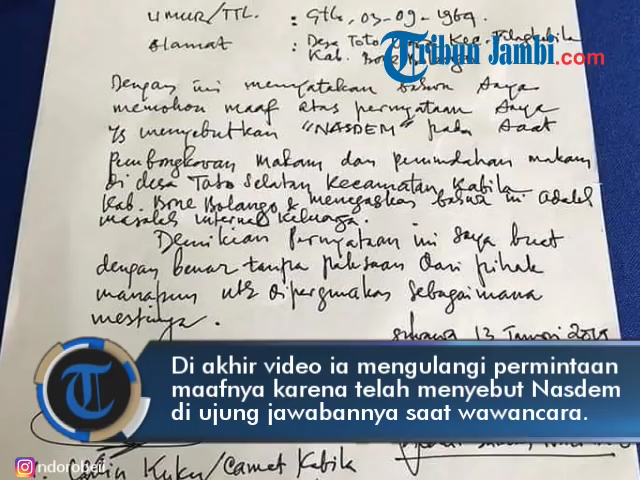 UMUR/TTL. : Gtlo, 03-09-1969.
Alamat : Desa Toto
Kab. Bone
Tribun Jambi.com
Dengan ini menyatakan bahwa saya
memohon maaf atas pernyataan saya
yg menyebutkan "NASDEM" pada saat
pembongkaran makam dan pemindahan makam
di desa Toto Selatan Kecamatan Kabila
Kab. Bone Bolango & menegaskan bahwa ini adalah
masalah internal keluarga.
Demikian pernyataan ini saya buat
dengan benar tanpa paksaan dari pihak
manapun utk dipergunakan sebagaimana
mestinya.
13 Januari
Di akhir video ia mengulangi permintaan
maafnya karena telah menyebut Nasdem
di ujung jawabannya saat wawancara.
ndorobeii
Kuku/Camat Kabila